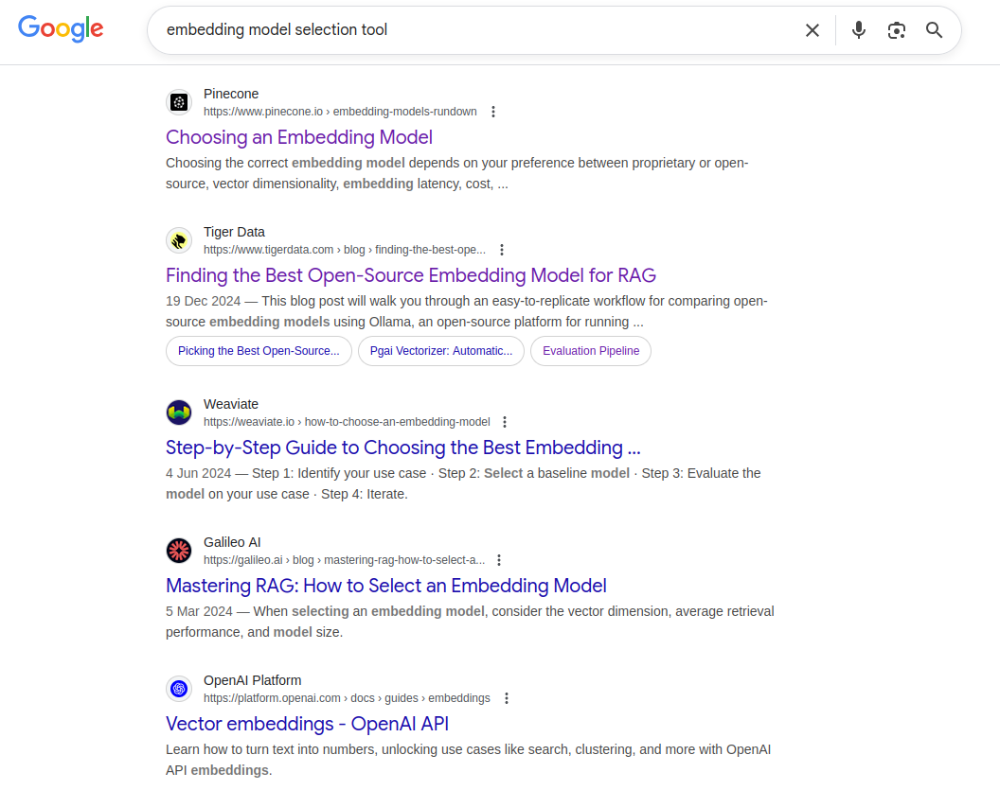 Google
embedding model selection tool
Pinecone
https://www.pinecone.io › embedding-models-rundown
Choosing an Embedding Model
Choosing the correct embedding model depends on your preference between proprietary or open-
source, vector dimensionality, embedding latency, cost, ...
Tiger Data
https://www.tigerdata.com › blog › finding-the-best-ope...
Finding the Best Open-Source Embedding Model for RAG
19 Dec 2024 — This blog post will walk you through an easy-to-replicate workflow for comparing open-
source embedding models using Ollama, an open-source platform for running ...
Picking the Best Open-Source... Pgai Vectorizer: Automatic... Evaluation Pipeline
Weaviate
https://weaviate.io › how-to-choose-an-embedding-model
Step-by-Step Guide to Choosing the Best Embedding ...
4 Jun 2024 — Step 1: Identify your use case · Step 2: Select a baseline model · Step 3: Evaluate the
model on your use case · Step 4: Iterate.
Galileo AI
https://galileo.ai › blog › mastering-rag-how-to-select-a...
Mastering RAG: How to Select an Embedding Model
5 Mar 2024 — When selecting an embedding model, consider the vector dimension, average retrieval
performance, and model size.
OpenAI Platform
https://platform.openai.com › docs › guides › embeddings
Vector embeddings - OpenAI API
Learn how to turn text into numbers, unlocking use cases like search, clustering, and more with OpenAI
API embeddings.